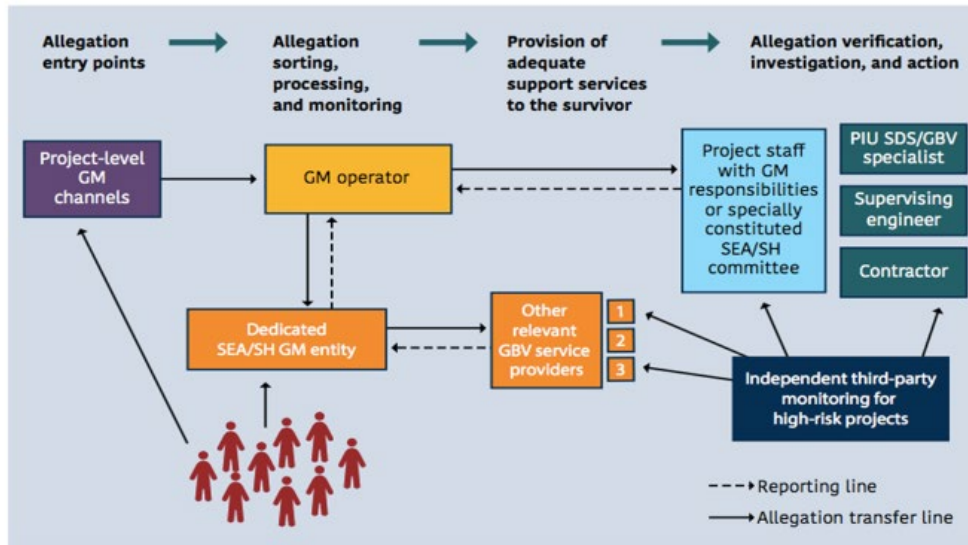 Allegation
entry points
Allegation
sorting,
processing,
and monitoring
Provision of
adequate
support services
to the survivor
Allegation verification,
investigation, and action
Project-level
GM
channels
GM operator
Project staff
with GM
responsibilities
or specially
constituted
SEA/SH
committee
PIU SDS/GBV
specialist
Supervising
engineer
Contractor
Dedicated
SEA/SH GM entity
Other
relevant
GBV service
providers
1
2
3
Independent third-party
monitoring for
high-risk projects
Reporting line
Allegation transfer line